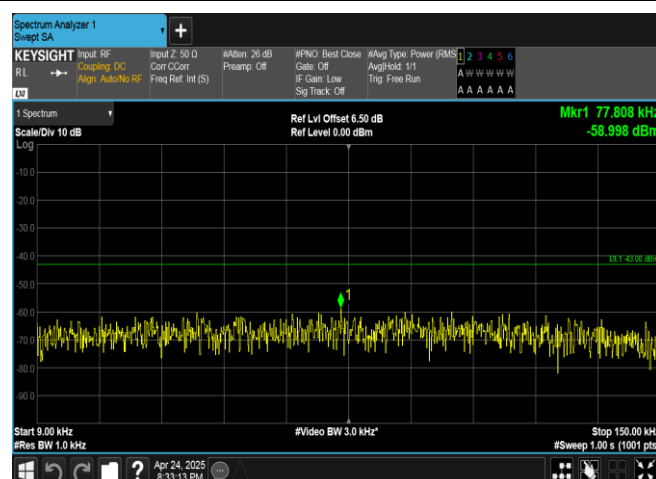 Spectrum Analyzer 1
Swept SA
+
KEYSIGHT
RL
LXI
Input: RF
Coupling: DC
Align: Auto/No RF
Input Z: 50 Ω
Corr CCorr
Freq Ref: Int (S)
#Atten: 26 dB
Preamp: Off
#PNO: Best Close
Gate: Off
IF Gain: Low
Sig Track: Off
#Avg Type: Power (RMS
Avg|Hold: 1/1
Trig: Free Run
1 2 3 4 5 6
A W W W W W
A A A A A A
1 Spectrum
Scale/Div 10 dB
Log
Ref Lvl Offset 6.50 dB
Ref Level 0.00 dBm
Mkr1 77.808 kHz
-58.998 dBm
-10.0
-20.0
-30.0
-40.0
DL1 -43.00 dBm
-50.0
1
-60.0
-70.0
-80.0
-90.0
Start 9.00 kHz
#Res BW 1.0 kHz
#Video BW 3.0 kHz*
Stop 150.00 kHz
#Sweep 1.00 s (1001 pts)
?
Apr 24, 2025
8:33:13 PM